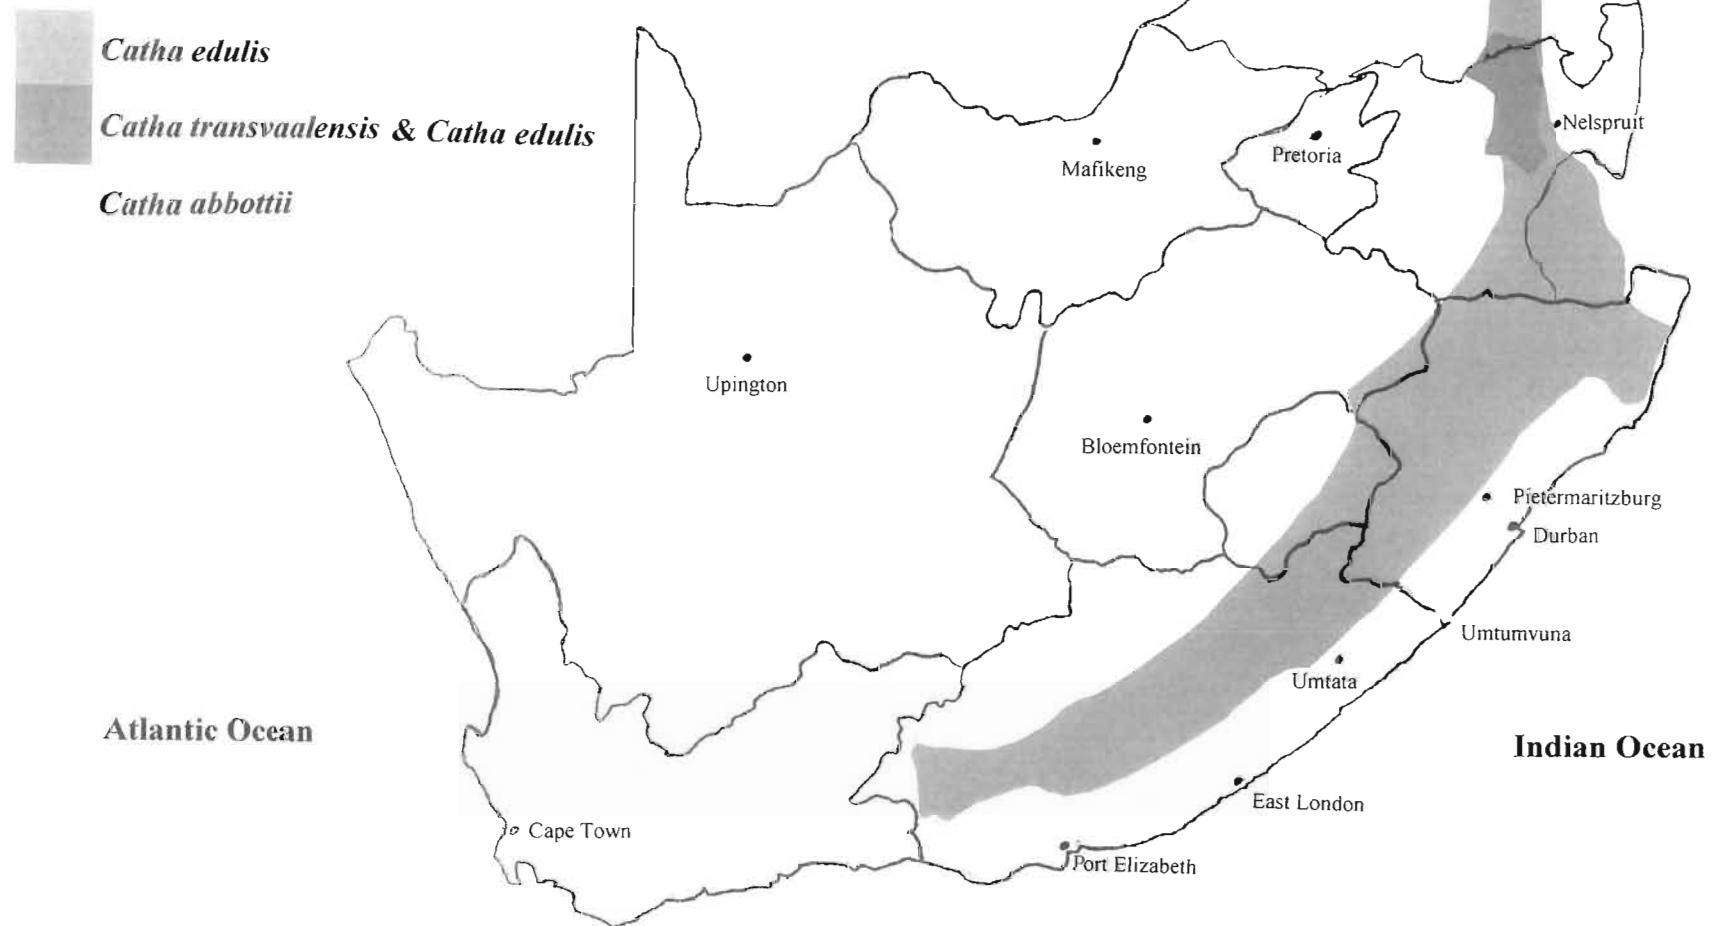 Catha edulis
Catha transvaalensis & Catha edulis
Catha abbottii
Nelspruit
Pretoria
Mafikeng
Upington
Bloemfontein
Pietermaritzburg
Durban
Umtumvuna
Umtata
Atlantic Ocean
Indian Ocean
East London
Cape Town
Port Elizabeth